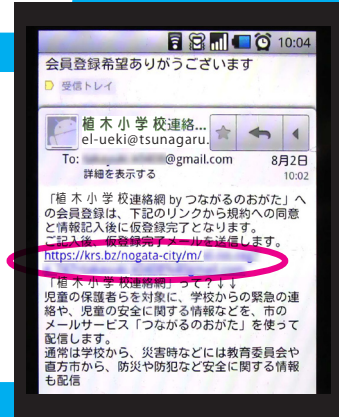 10:04
会員登録希望ありがうございます
受信トレイ
植木小学校連絡...
el-ueki@tsunagaru.
To: @gmail.com 8月2日
詳細を表示する 10:02
「植木小学校連絡網 by つながるのおがた」へ
の会員登録は、下記のリンクから規約への同意
と情報記入後に仮登録完了となります。
ご記入後、仮登録完了メールを送信します。
https://krs.bz/nogata-city/m/
「植木小学校連絡網」って？↓↓
児童の保護者らを対象に、学校からの緊急の連
絡や、児童の安全に関する情報などを、市の
メールサービス「つながるのおがた」を使って
配信します。
通常は学校から、災害時などには教育委員会や
直方市から、防災や防犯など安全に関する情報
も配信